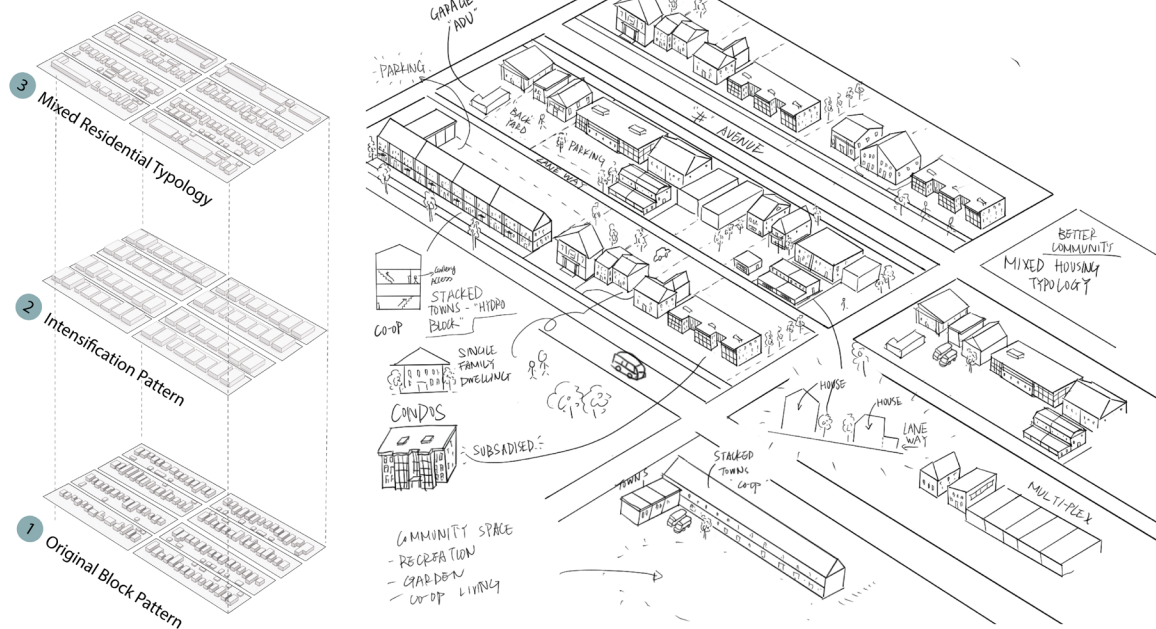 3
Mixed Residential Typology
2
Intensification Pattern
1
Original Block Pattern
GARAGE
"ADU"
PARKING
BACK
YARD
PARKING
LANE WAY
# AVENUE
BETTER
COMMUNITY
MIXED HOUSING
TYPOLOGY
Access
STACKED
TOWNS - "HYDRO
BLOCK"
CO-OP
SINGLE
FAMILY
DWELLING
CONDOS
SUBSADISED
HOUSE
HOUSE
LANE
WAY
TOWNS
STACKED
TOWNS
CO-OP
MULTI-PLEX
COMMUNITY SPACE
- RECREATION
- GARDEN
- CO-OP LIVING